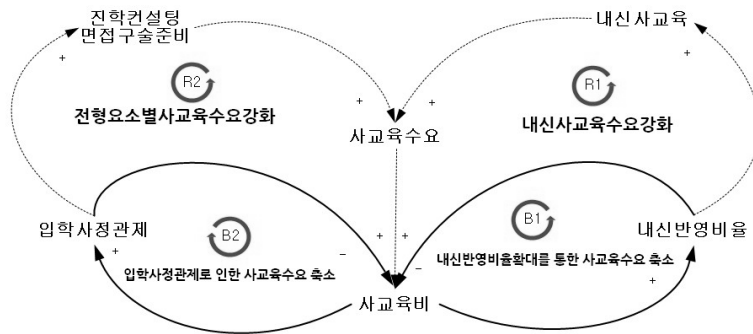 진학컨설팅
면접구술준비
내신사교육
+
+
R2
R1
전형요소별사교육수요강화
내신사교육수요강화
+
+
사교육수요
입학사정관제
B2
B1
내신반영비율
+
+
+
−
−
입학사정관제로 인한 사교육수요 축소
내신반영비율확대를 통한 사교육수요 축소
+
사교육비